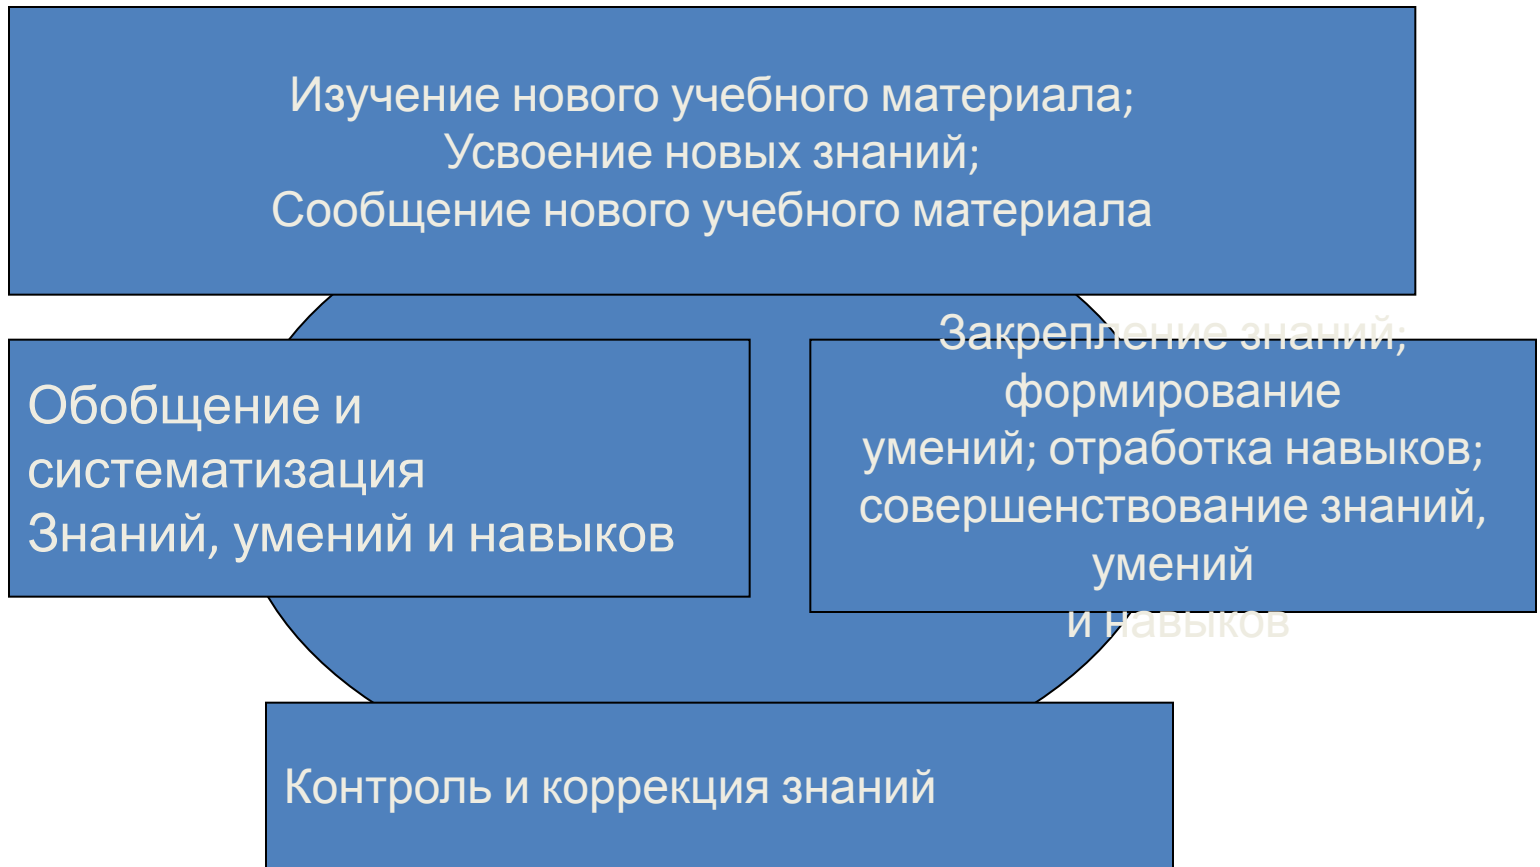 Изучение нового учебного материала;
Усвоение новых знаний;
Сообщение нового учебного материала
Обобщение и
систематизация
Знаний, умений и навыков
Закрепление знаний;
формирование
умений; отработка навыков;
совершенствование знаний,
умений
и навыков
Контроль и коррекция знаний